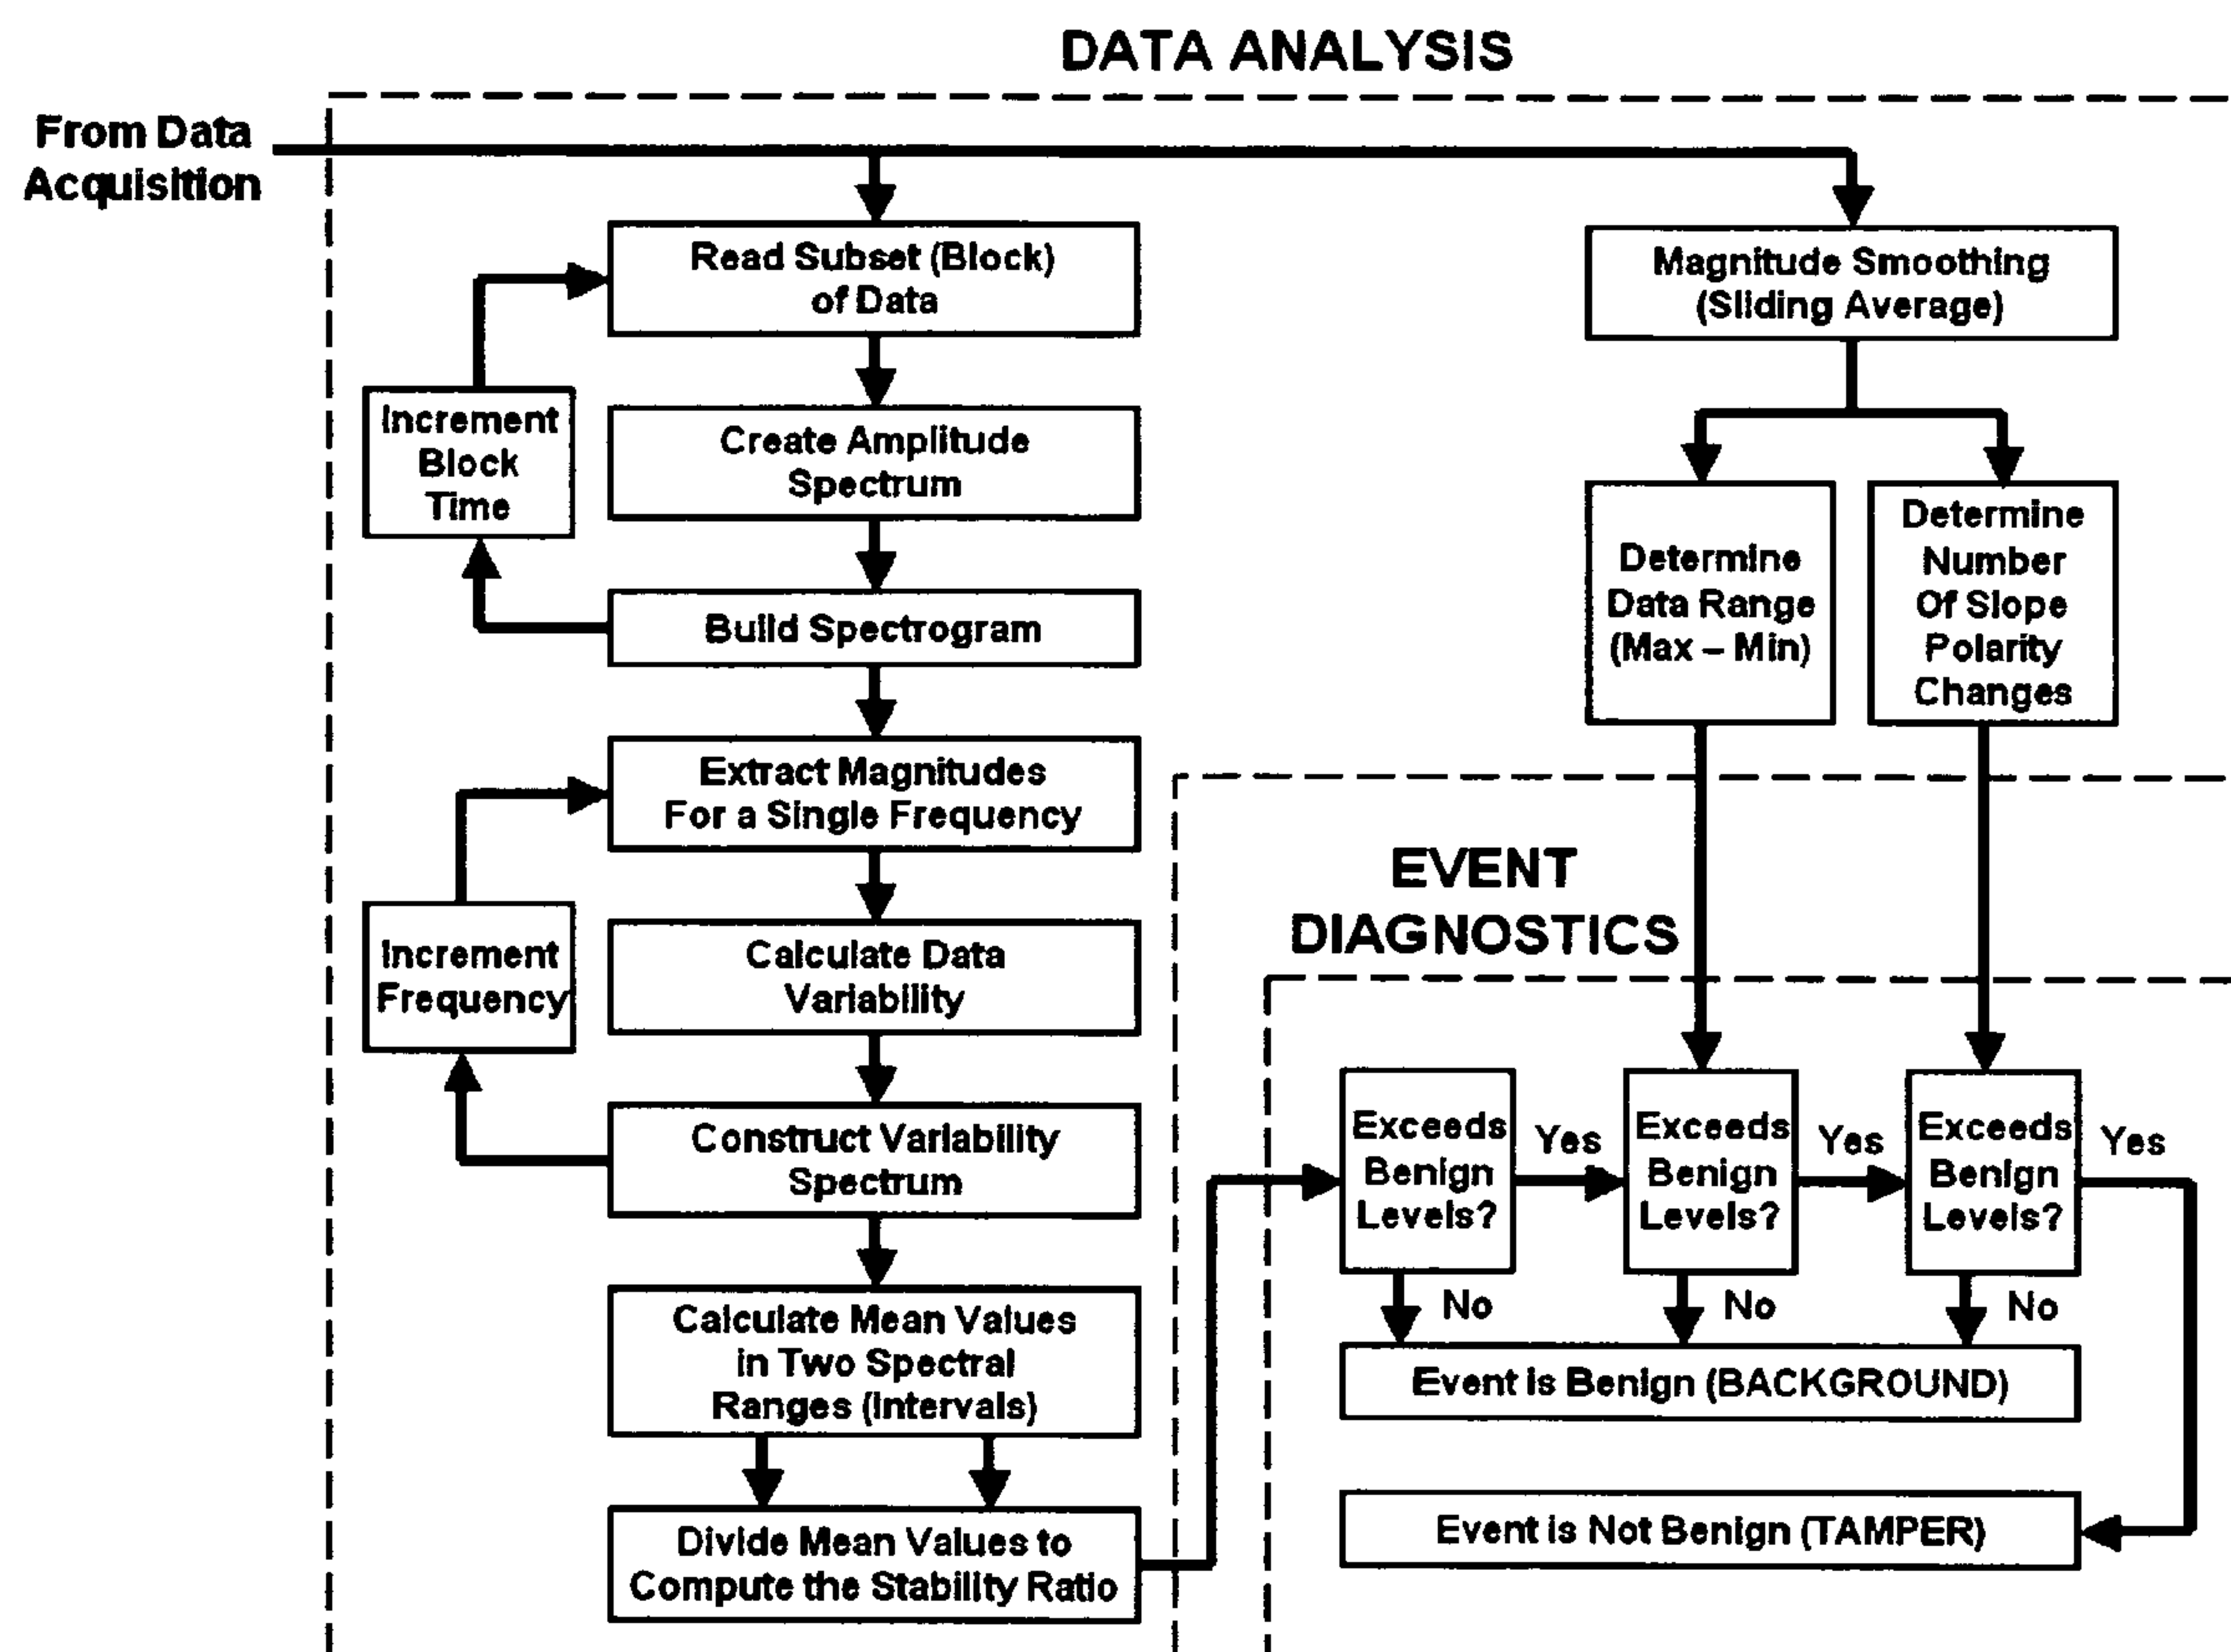 DATA ANALYSIS
From Data
Acquisition
Read Subset (Block)
of Data
Magnitude Smoothing
(Sliding Average)
Increment
Block
Time
Create Amplitude
Spectrum
Build Spectrogram
Determine
Data Range
(Max – Min)
Determine
Number
Of Slope
Polarity
Changes
Extract Magnitudes
For a Single Frequency
Increment
Frequency
Calculate Data
Variability
Construct Variability
Spectrum
Calculate Mean Values
in Two Spectral
Ranges (Intervals)
Divide Mean Values to
Compute the Stability Ratio
EVENT
DIAGNOSTICS
Exceeds
Benign
Levels?
Yes
Exceeds
Benign
Levels?
Yes
Exceeds
Benign
Levels?
Yes
No
No
No
Event is Benign (BACKGROUND)
Event is Not Benign (TAMPER)